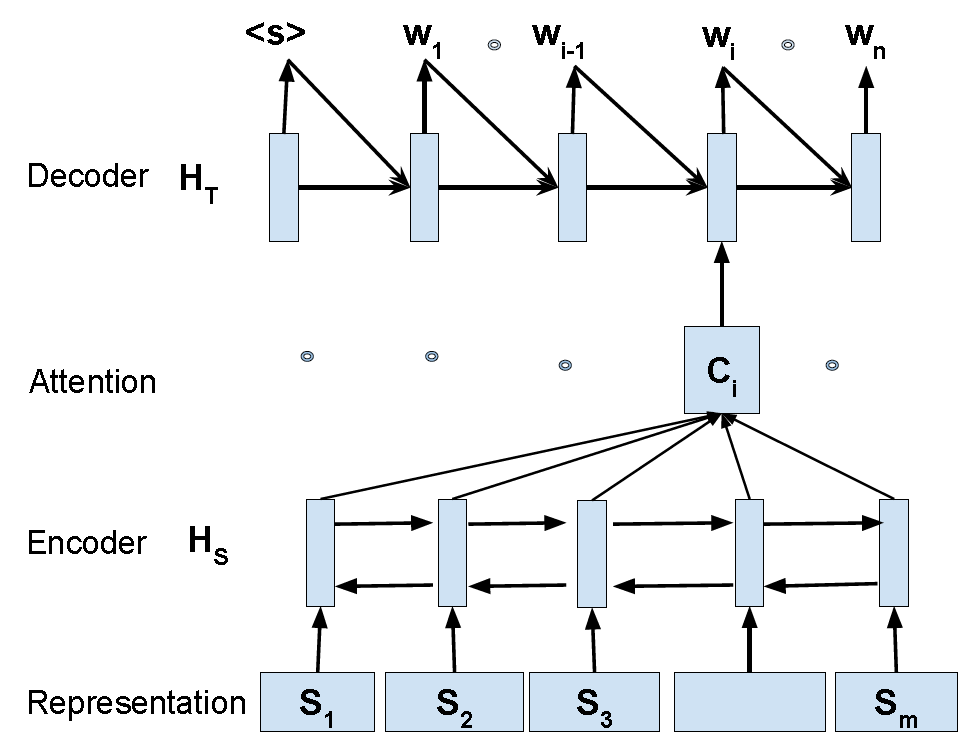 <s> w1 wi-1 wi wn
Decoder HT
Attention Ci
Encoder HS
Representation S1 S2 S3 Sm